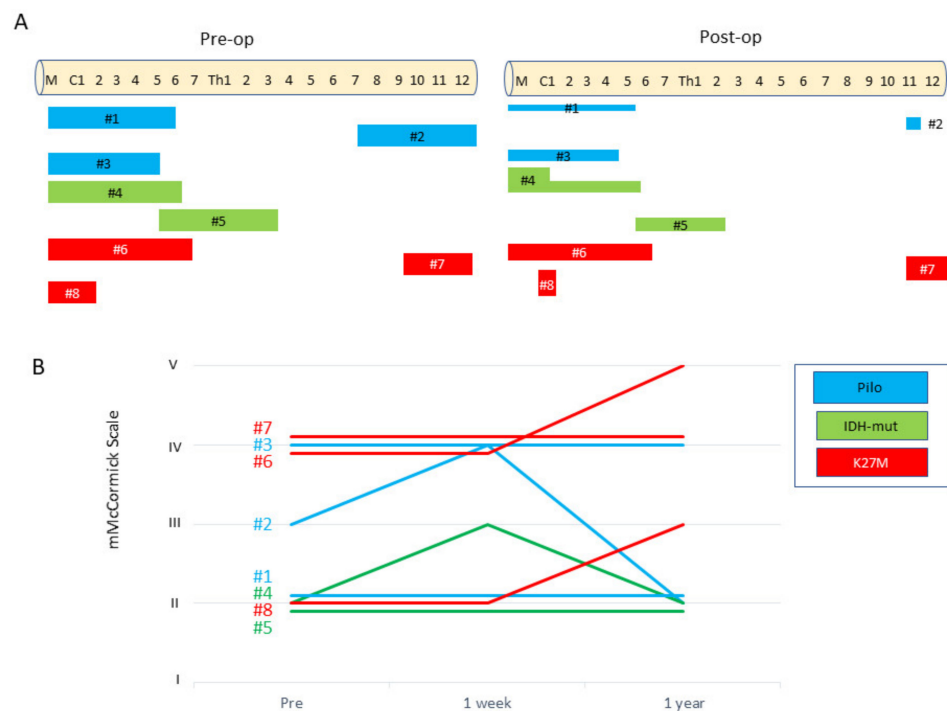 A
Pre-op
Post-op
M C1 2 3 4 5 6 7 Th1 2 3 4 5 6 7 8 9 10 11 12
M C1 2 3 4 5 6 7 Th1 2 3 4 5 6 7 8 9 10 11 12
#1
#1
#2
#2
#3
#3
#4
#4
#5
#5
#6
#6
#7
#7
#8
#8
B
mMcCormick Scale
V
IV
III
II
I
#7
#3
#6
#2
#1
#4
#8
#5
Pre
1 week
1 year
Pilo
IDH-mut
K27M